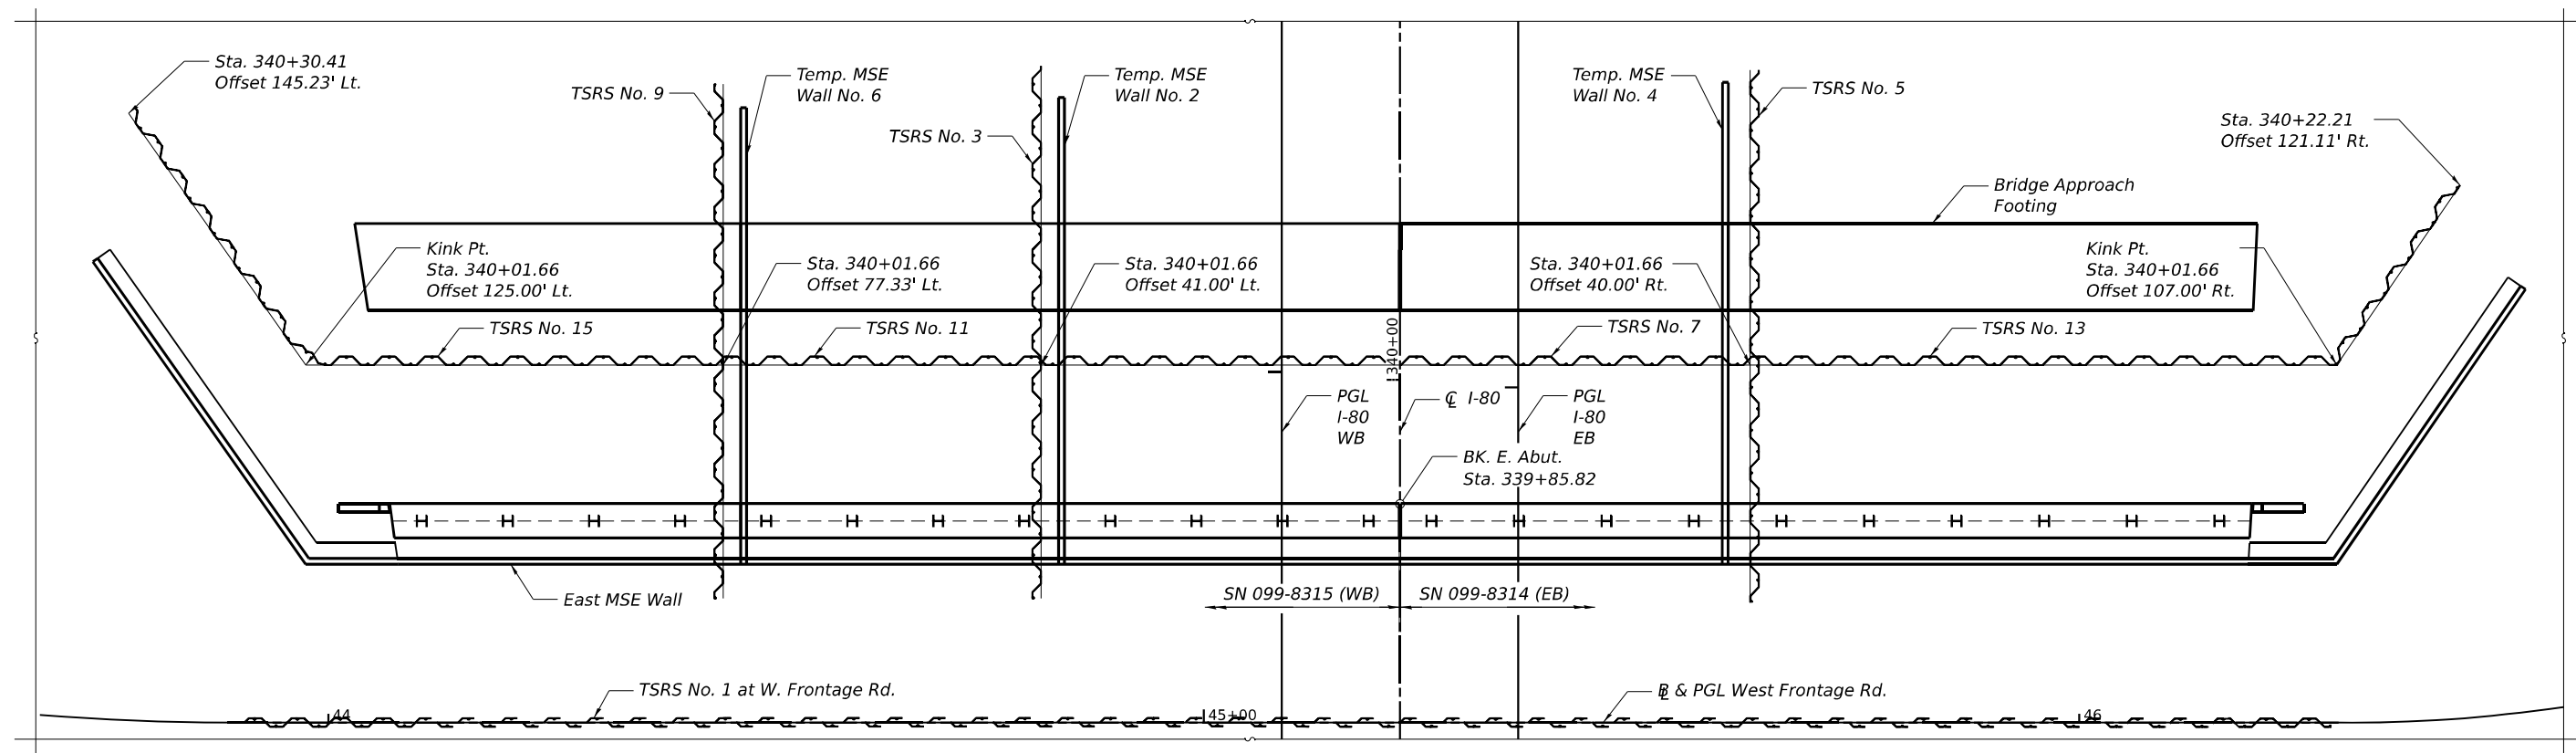 Sta. 340+30.41
Offset 145.23' Lt.
TSRS No. 9
Temp. MSE
Wall No. 6
TSRS No. 3
Temp. MSE
Wall No. 2
Temp. MSE
Wall No. 4
TSRS No. 5
Sta. 340+22.21
Offset 121.11' Rt.
Bridge Approach
Footing
Kink Pt.
Sta. 340+01.66
Offset 125.00' Lt.
Sta. 340+01.66
Offset 77.33' Lt.
Sta. 340+01.66
Offset 41.00' Lt.
Sta. 340+01.66
Offset 40.00' Rt.
Kink Pt.
Sta. 340+01.66
Offset 107.00' Rt.
TSRS No. 15
TSRS No. 11
340+00
TSRS No. 7
TSRS No. 13
PGL
I-80
WB
℄ I-80
PGL
I-80
EB
BK. E. Abut.
Sta. 339+85.82
East MSE Wall
SN 099-8315 (WB)
SN 099-8314 (EB)
TSRS No. 1 at W. Frontage Rd.
BL & PGL West Frontage Rd.
44
45+00
46